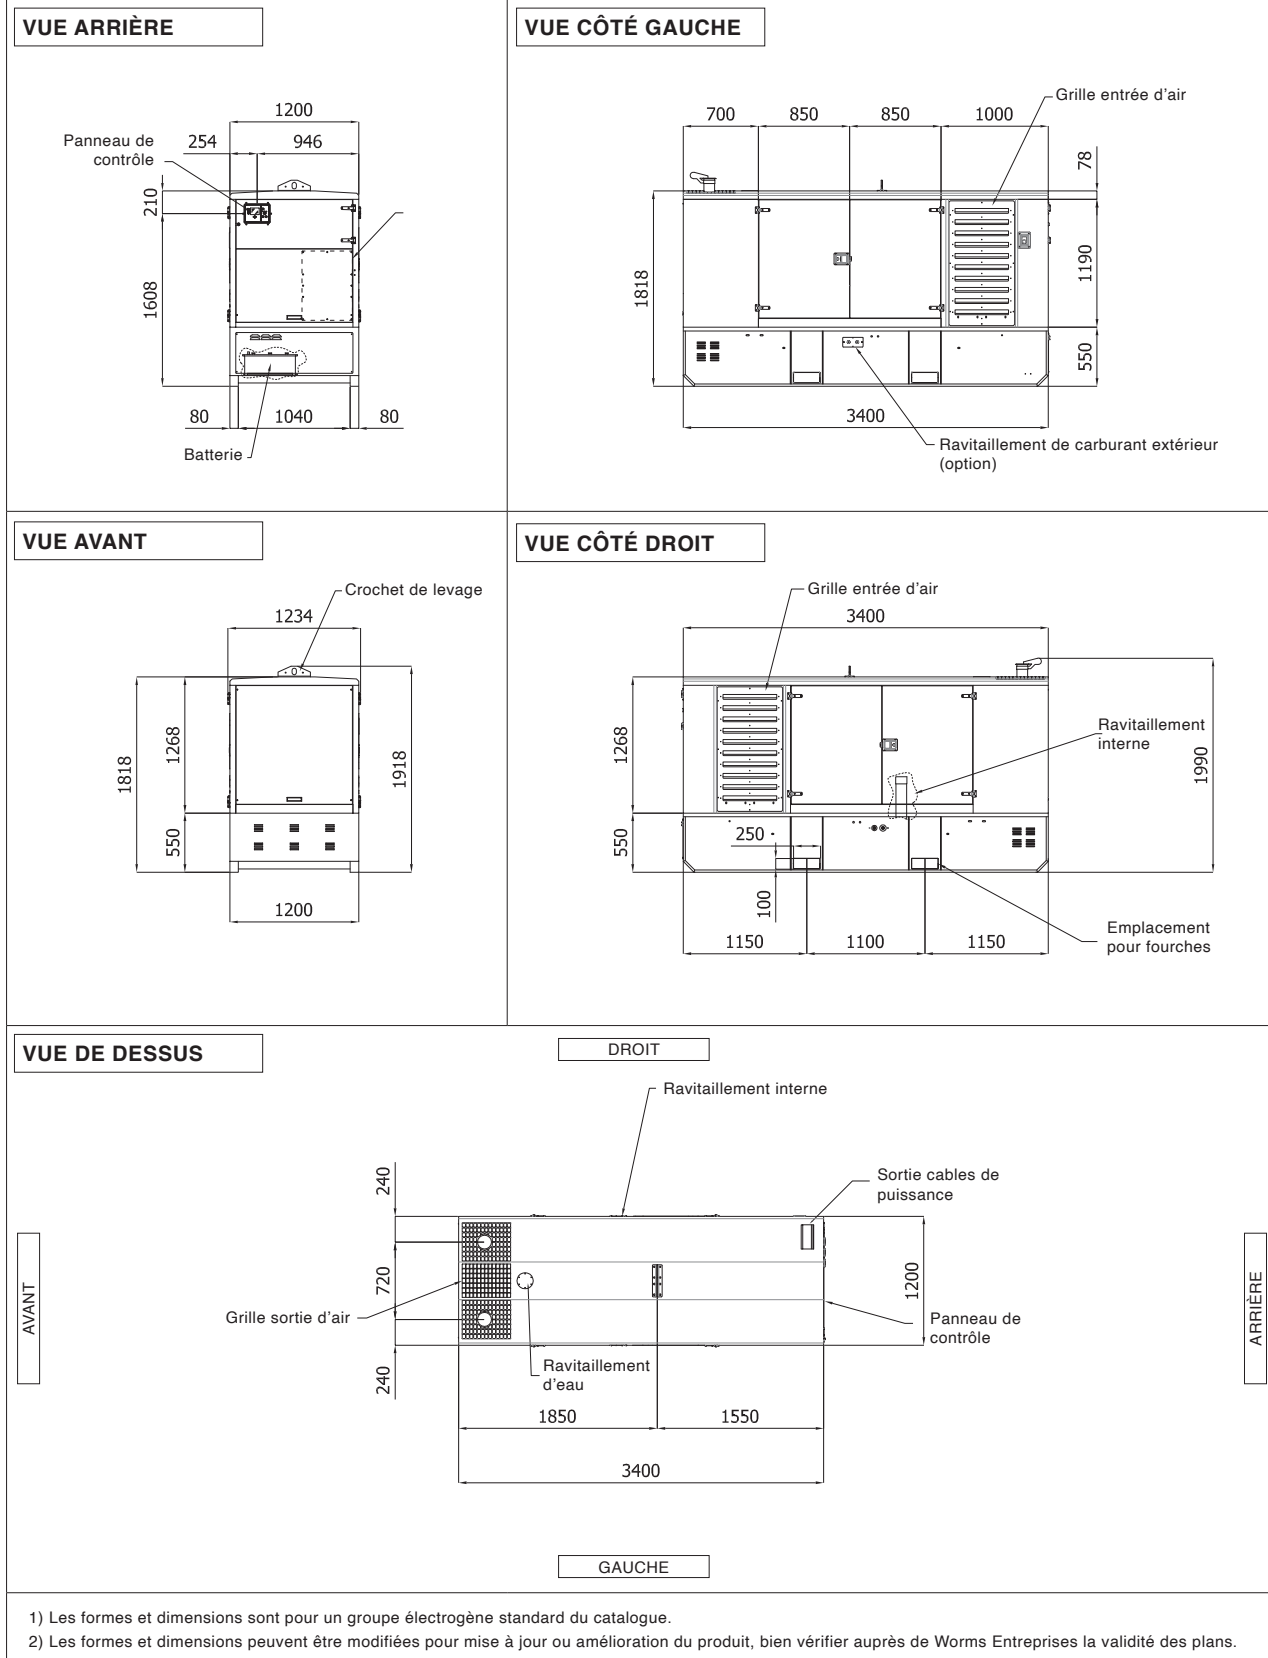 VUE ARRIÈRE
1200
254
946
Panneau de
contrôle
210
1608
80
1040
80
Batterie
VUE CÔTÉ GAUCHE
Grille entrée d'air
700
850
850
1000
78
1818
1190
550
3400
Ravitaillement de carburant extérieur
(option)
VUE AVANT
Crochet de levage
1234
1818
1268
550
1918
1200
VUE CÔTÉ DROIT
Grille entrée d'air
3400
1268
550
Ravitaillement
interne
1990
250
100
1150
1100
1150
Emplacement
pour fourches
VUE DE DESSUS
DROIT
Ravitaillement interne
Sortie cables de
puissance
240
720
240
1200
AVANT
ARRIÈRE
Grille sortie d'air
Panneau de
contrôle
Ravitaillement
d'eau
1850
1550
3400
GAUCHE
1) Les formes et dimensions sont pour un groupe électrogène standard du catalogue.
2) Les formes et dimensions peuvent être modifiées pour mise à jour ou amélioration du produit, bien vérifier auprès de Worms Entreprises la validité des plans.